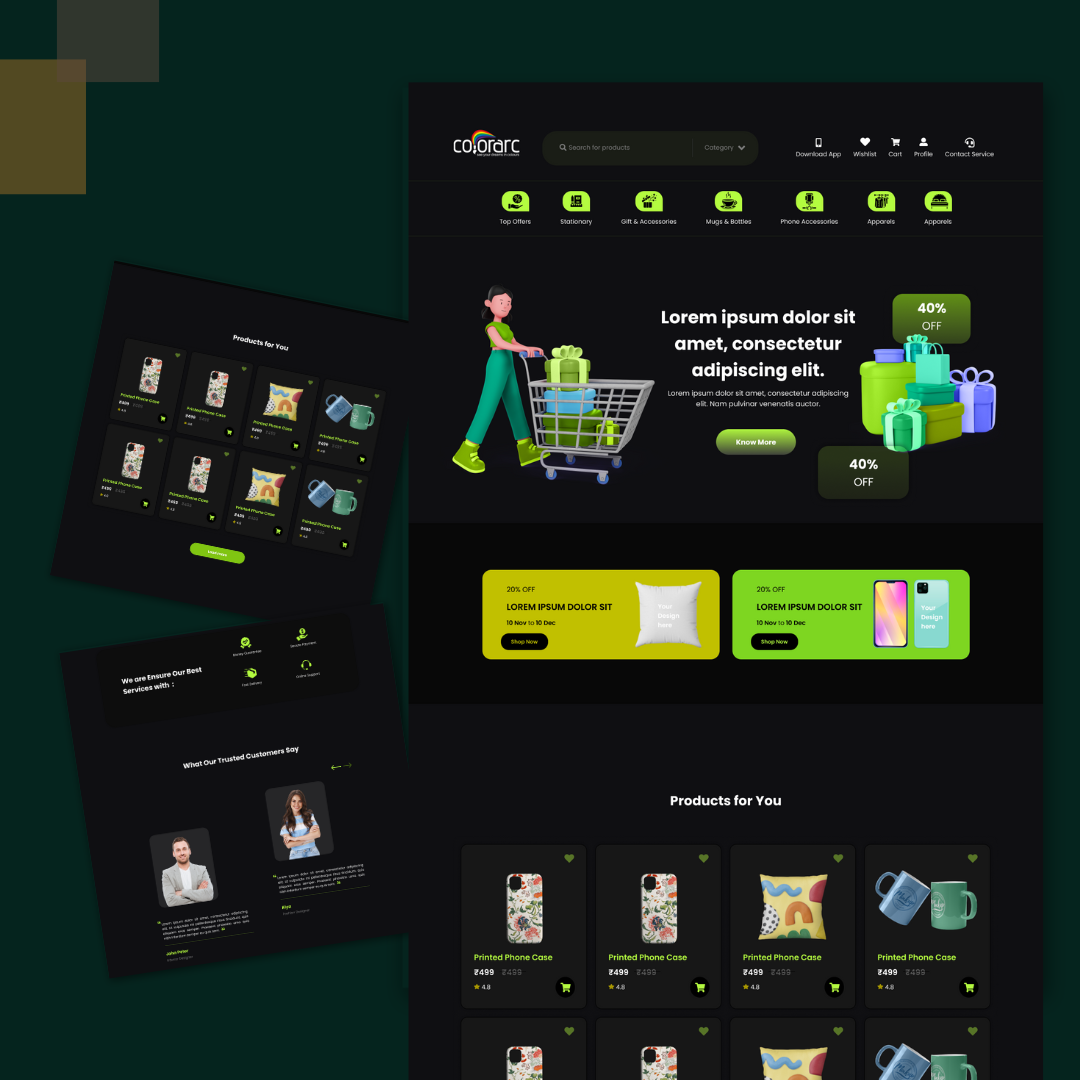 colorarc
Search for products
Category
Download App
Wishlist
Cart
Profile
Contact Service
Top Offers
Stationary
Gift & Accessories
Mugs & Bottles
Phone Accessories
Apparels
Apparels
Lorem ipsum dolor sit
amet, consectetur
adipiscing elit.
Lorem ipsum dolor sit amet, consectetur adipiscing
elit. Nam pulvinar venenatis auctor.
Know More
40%
OFF
40%
OFF
20% OFF
LOREM IPSUM DOLOR SIT
10 Nov to 10 Dec
Shop Now
Your
Design
here
20% OFF
LOREM IPSUM DOLOR SIT
10 Nov to 10 Dec
Shop Now
Your
Design
here
Products for You
Printed Phone Case
₹499 ₹499
4.8
Printed Phone Case
₹499 ₹499
4.8
Printed Phone Case
₹499 ₹499
4.8
Printed Phone Case
₹499 ₹499
4.8
Products for You
Printed Phone Case
₹499 ₹499
4.8
Printed Phone Case
₹499 ₹499
4.8
Printed Phone Case
₹499 ₹499
4.8
Printed Phone Case
₹499 ₹499
4.8
Printed Phone Case
₹499 ₹499
4.8
Printed Phone Case
₹499 ₹499
4.8
Printed Phone Case
₹499 ₹499
4.8
Printed Phone Case
₹499 ₹499
4.8
We are Ensure Our Best
Services with :
Fast Delivery
Online Support
What Our Trusted Customers Say
John Peter
Riya